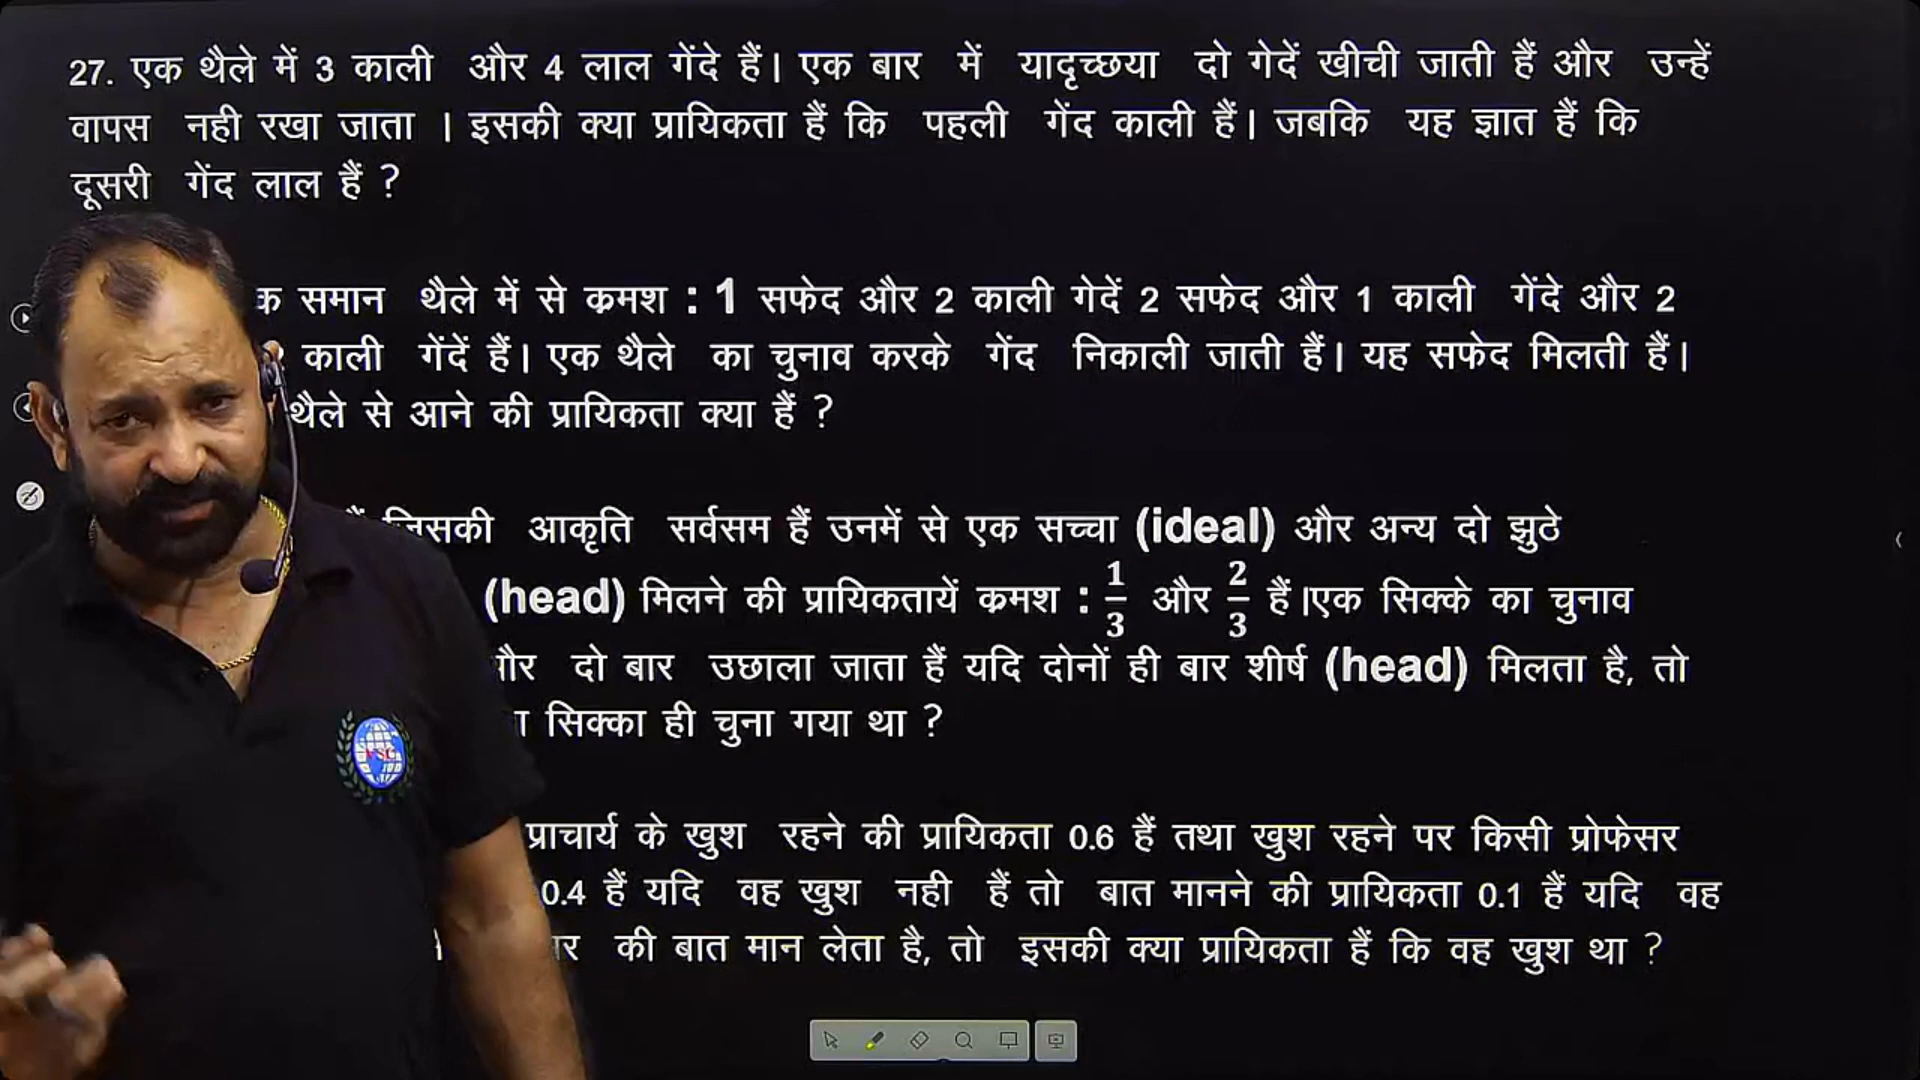 27. एक थैले में 3 काली और 4 लाल गेंदे हैं। एक बार में यादृच्छया दो गेदें खीची जाती हैं और उन्हें
वापस नही रखा जाता । इसकी क्या प्रायिकता हैं कि पहली गेंद काली हैं। जबकि यह ज्ञात हैं कि
दूसरी गेंद लाल हैं ?
समान थैले में से क्रमश : 1 सफेद और 2 काली गेदें 2 सफेद और 1 काली गेंदे और 2
काली गेंदें हैं। एक थैले का चुनाव करके गेंद निकाली जाती हैं। यह सफेद मिलती हैं।
थैले से आने की प्रायिकता क्या हैं ?
जिसकी आकृति सर्वसम हैं उनमें से एक सच्चा (ideal) और अन्य दो झुठे
(head) मिलने की प्रायिकतायें क्रमश : 1/3 और 2/3 हैं।एक सिक्के का चुनाव
दो बार उछाला जाता हैं यदि दोनों ही बार शीर्ष (head) मिलता है, तो
सिक्का ही चुना गया था ?
प्राचार्य के खुश रहने की प्रायिकता 0.6 हैं तथा खुश रहने पर किसी प्रोफेसर
0.4 हैं यदि वह खुश नही हैं तो बात मानने की प्रायिकता 0.1 हैं यदि वह
की बात मान लेता है, तो इसकी क्या प्रायिकता हैं कि वह खुश था ?